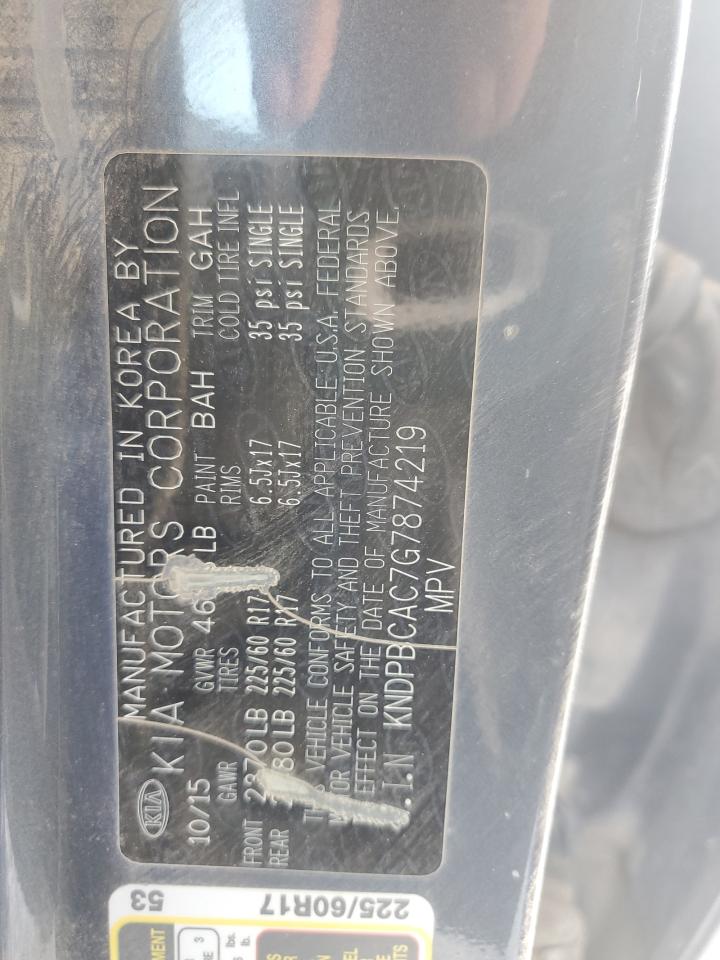 KIA
MANUFACTURED IN KOREA BY
KIA MOTORS CORPORATION
10/15 GVWR 46 LB PAINT BAH TRIM GAH
GAWR TIRES RIMS COLD TIRE INFL
FRONT 2370LB 225/60 R17 6.5Jx17 35 psi SINGLE
REAR 80LB 225/60 R17 6.5Jx17 35 psi SINGLE
VEHICLE CONFORMS TO ALL APPLICABLE U.S.A. FEDERAL
VEHICLE SAFETY AND THEFT PREVENTION STANDARDS
EFFECT ON THE DATE OF MANUFACTURE SHOWN ABOVE.
.I.N KNDPBCAC7G7874219
MPV
225/60R17
53